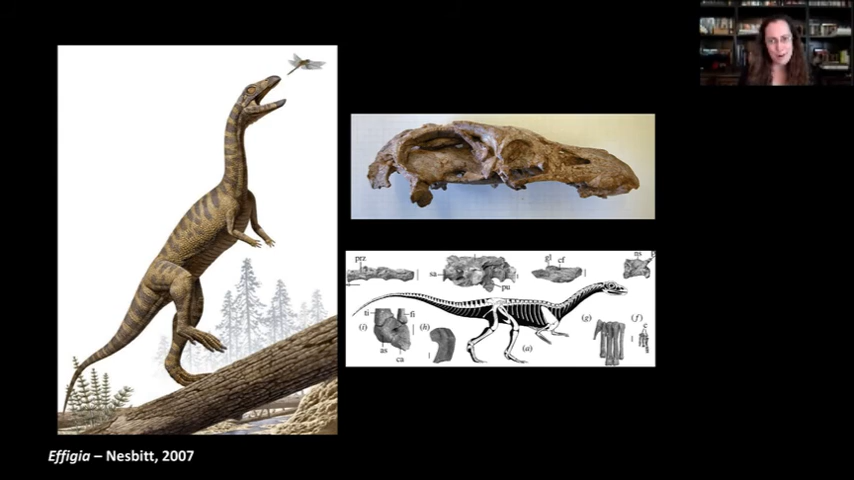 prz
sa
pu
gl
cf
ns
ti
fi
(i)
(h)
as
ca
(a)
(g)
(f)
c
Effigia – Nesbitt, 2007